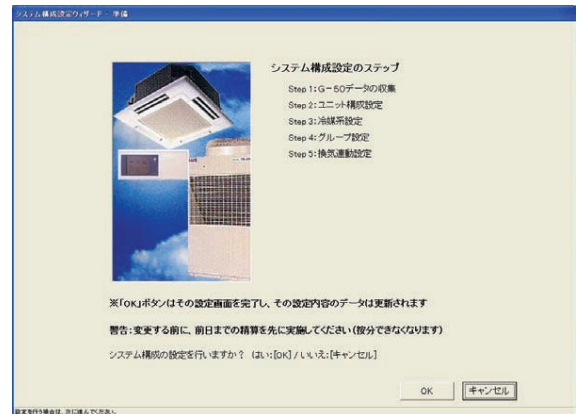 システム構成設定ウィザード - 準備
システム構成設定のステップ
Step 1:G-50データの収集
Step 2:ユニット構成設定
Step 3:冷媒系設定
Step 4:グループ設定
Step 5:換気連動設定
※「OK」ボタンはその設定画面を完了し、その設定内容のデータは更新されます
警告:変更する前に、前日までの精算を先に実施してください(按分できなくなります)
システム構成の設定を行いますか? (はい:[OK] / いいえ:[キャンセル]
OK
キャンセル
設定を行う場合は、次に進んでください。